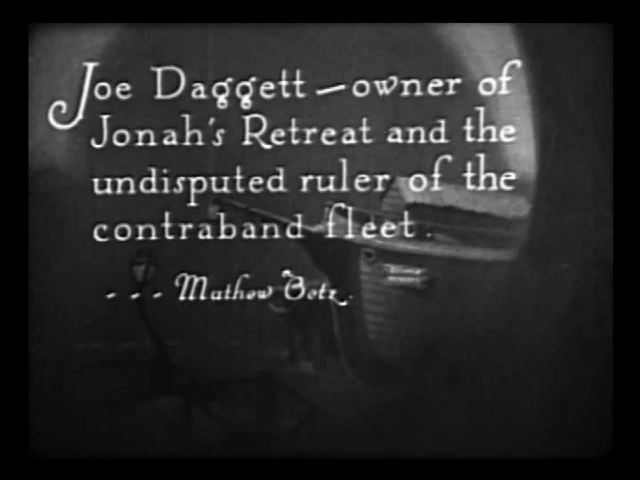 Joe Daggett — owner of
Jonah's Retreat and the
undisputed ruler of the
contraband fleet.
- - - Mathew Betz.